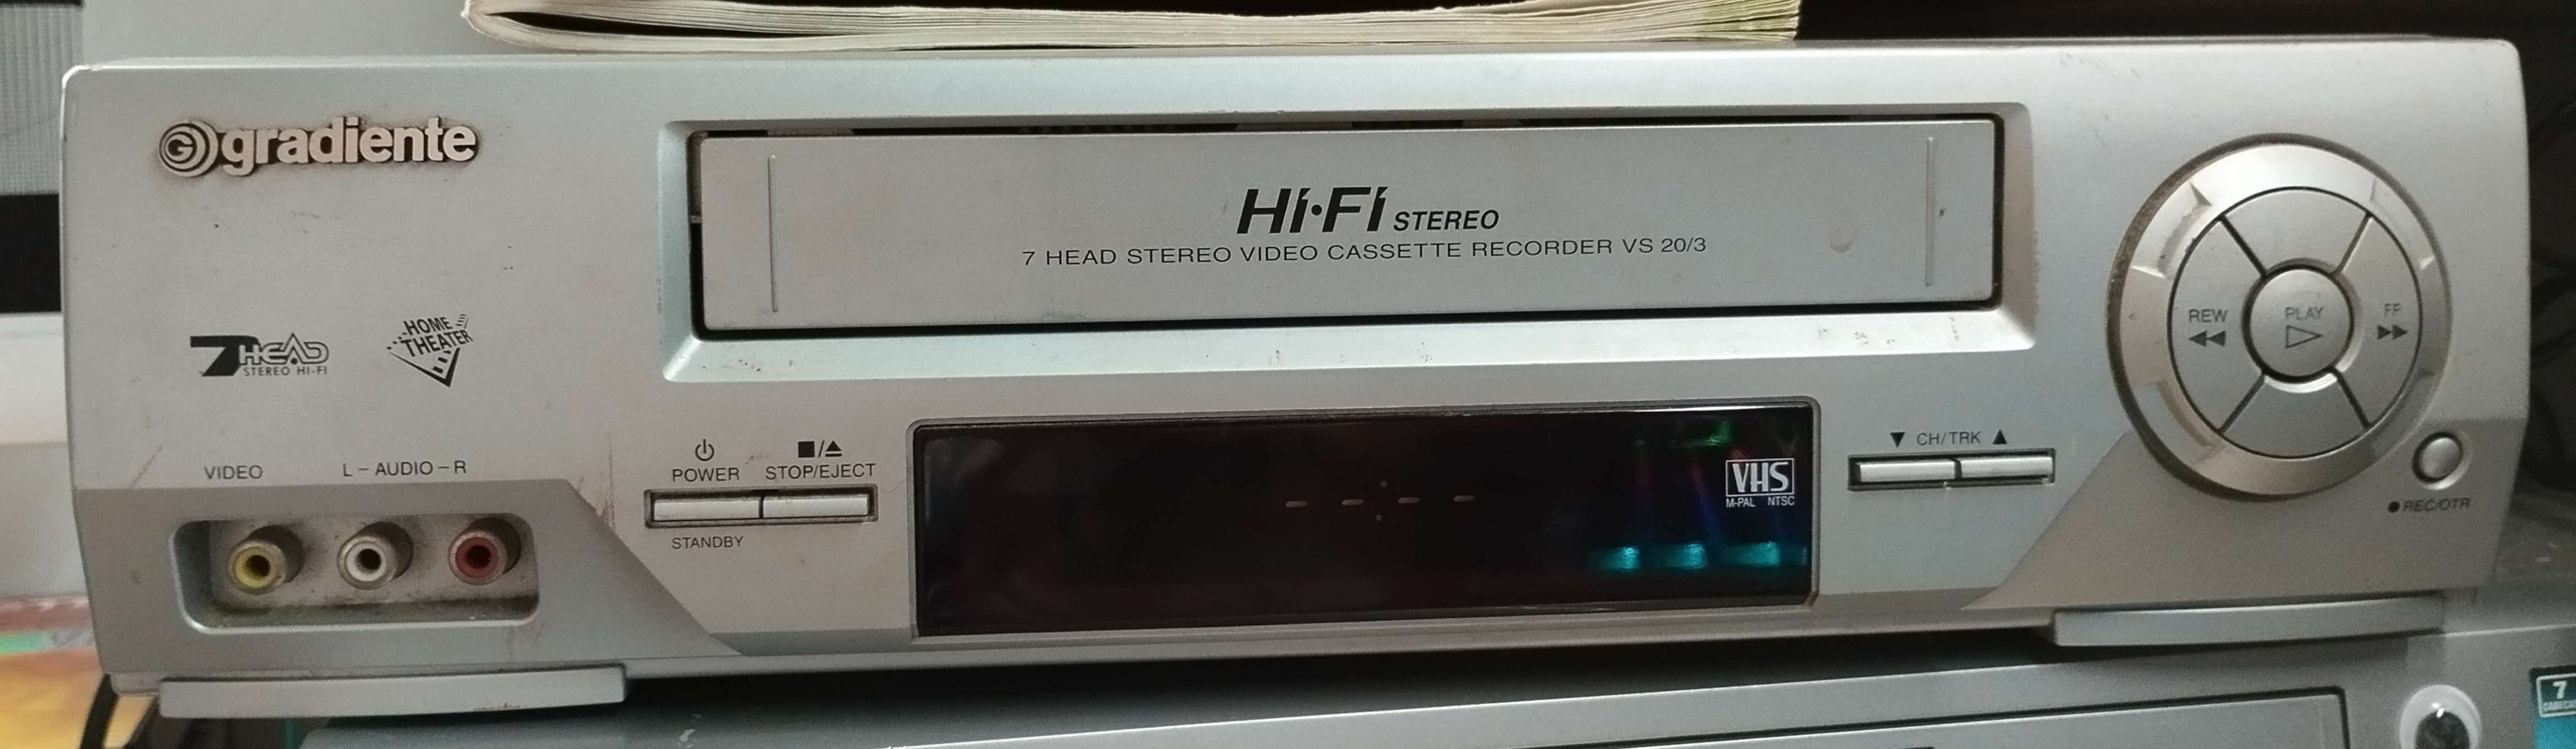 G gradiente
Hi·Fi STEREO
7 HEAD STEREO VIDEO CASSETTE RECORDER VS 20/3
7 HEAD
STEREO HI-FI
HOME
THEATER
REW
PLAY
FF
VIDEO
L – AUDIO – R
POWER
STOP/EJECT
STANDBY
VHS
M-PAL NTSC
▼ CH/TRK ▲
● REC/OTR
7